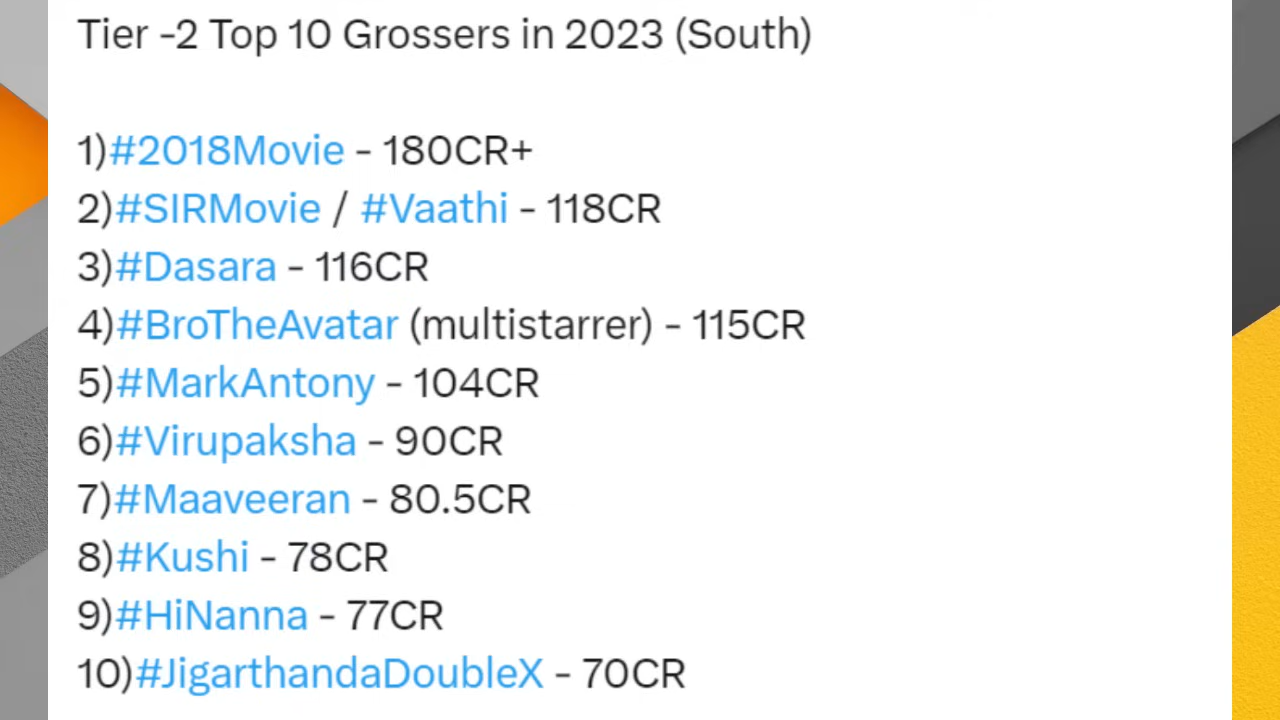 Tier -2 Top 10 Grossers in 2023 (South)
1)#2018Movie - 180CR+
2)#SIRMovie / #Vaathi - 118CR
3)#Dasara - 116CR
4)#BroTheAvatar (multistarrer) - 115CR
5)#MarkAntony - 104CR
6)#Virupaksha - 90CR
7)#Maaveeran - 80.5CR
8)#Kushi - 78CR
9)#HiNanna - 77CR
10)#JigarthandaDoubleX - 70CR